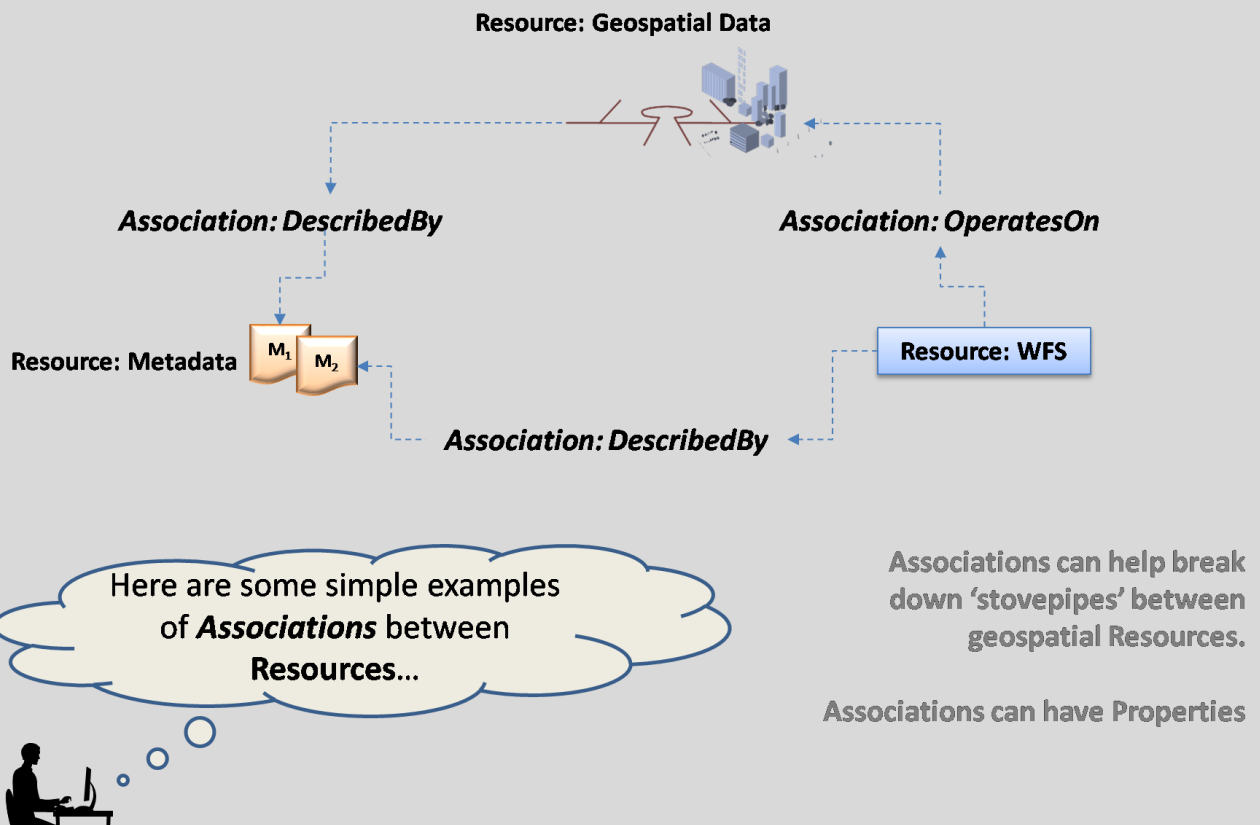 Resource: Geospatial Data
Association: DescribedBy
Association: OperatesOn
Resource: Metadata
M1
M2
Resource: WFS
Association: DescribedBy
Here are some simple examples
of Associations between
Resources…
Associations can help break
down ‘stovepipes’ between
geospatial Resources.
Associations can have Properties